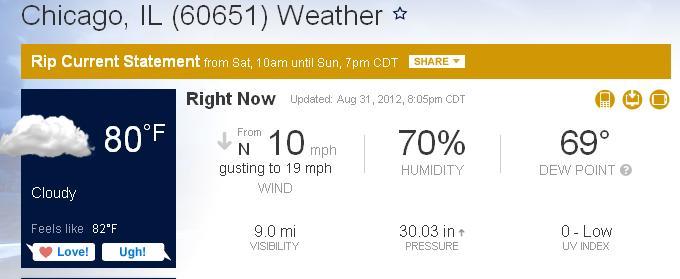 Chicago, IL (60651) Weather
Rip Current Statement from Sat, 10am until Sun, 7pm CDT SHARE
Right Now Updated: Aug 31, 2012, 8:05pm CDT
80°F
Cloudy
Feels like 82°F
Love! Ugh!
From
N 10 mph
gusting to 19 mph
WIND
70%
HUMIDITY
69°
DEW POINT ?
9.0 mi
VISIBILITY
30.03 in
PRESSURE
0 - Low
UV INDEX